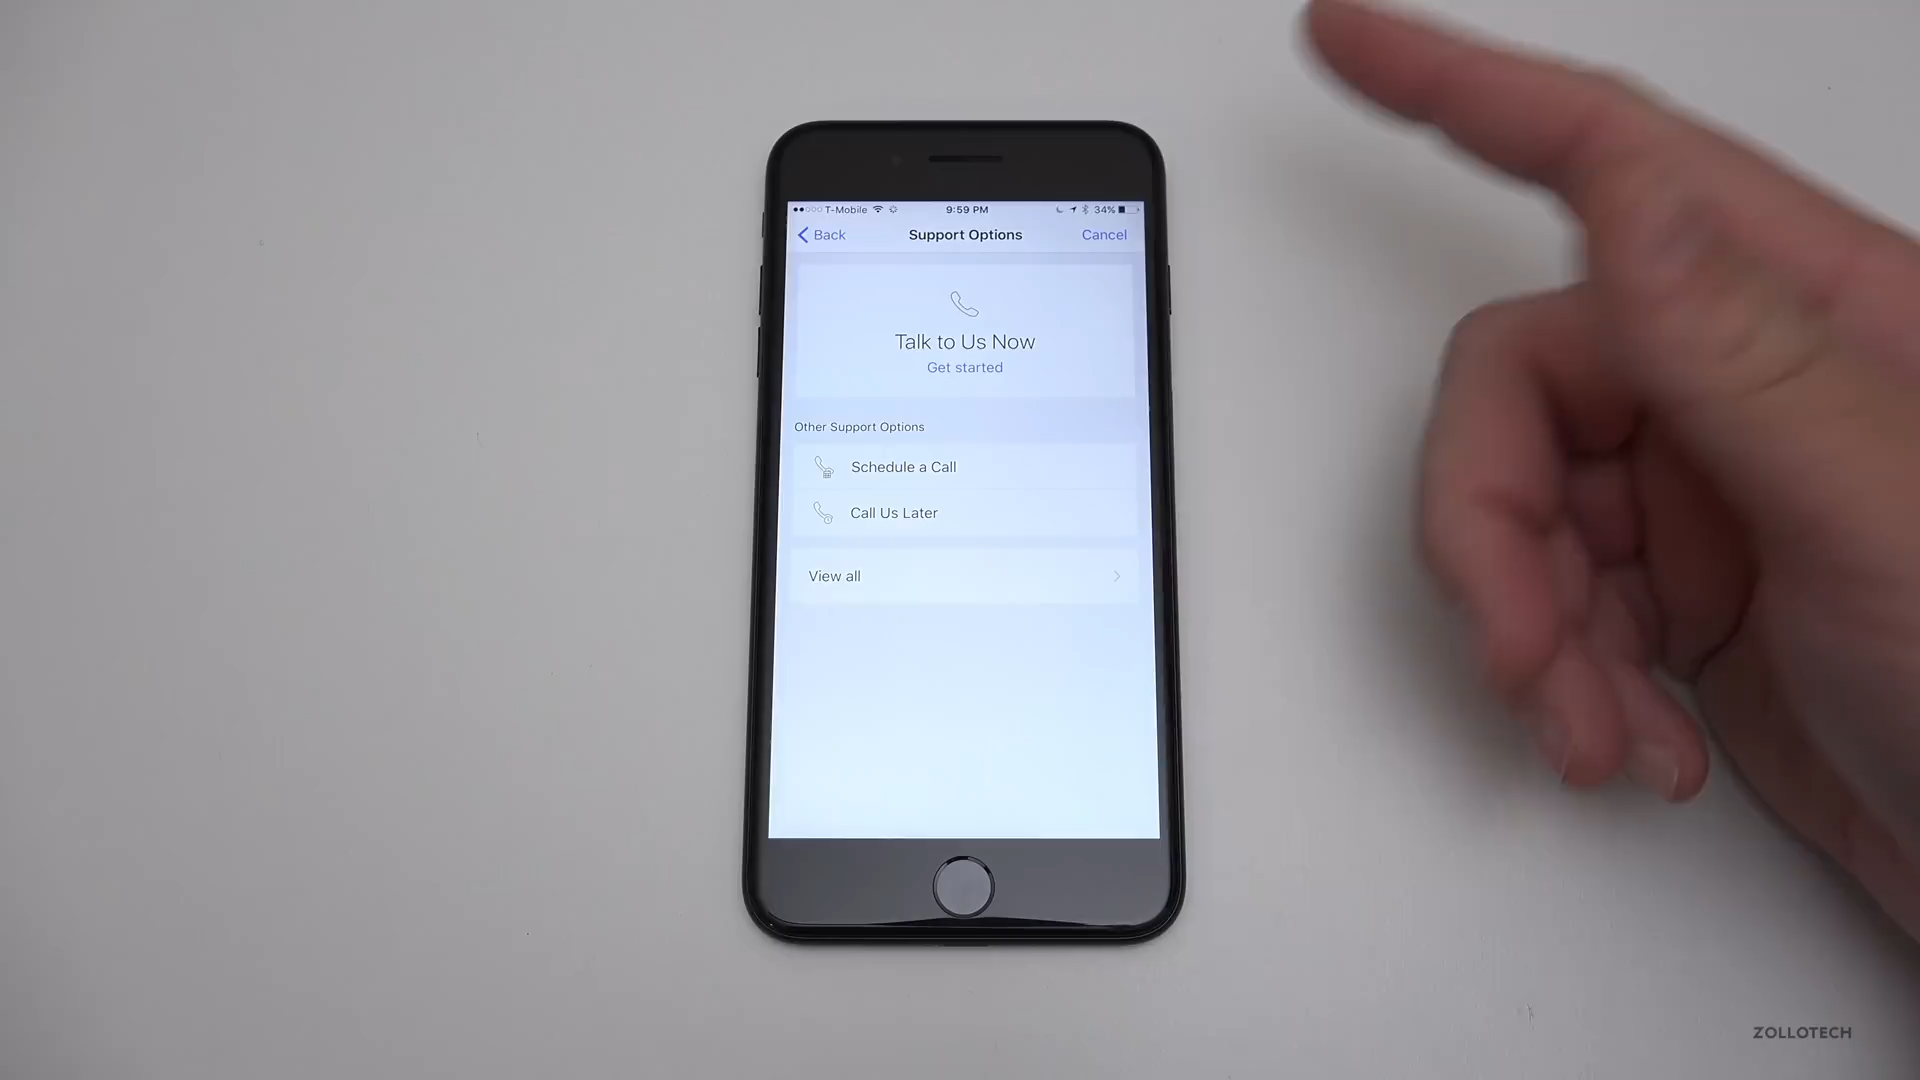 T-Mobile 9:59 PM 34%
Back Support Options Cancel
Talk to Us Now
Get started
Other Support Options
Schedule a Call
Call Us Later
View all
ZOLLOTECH